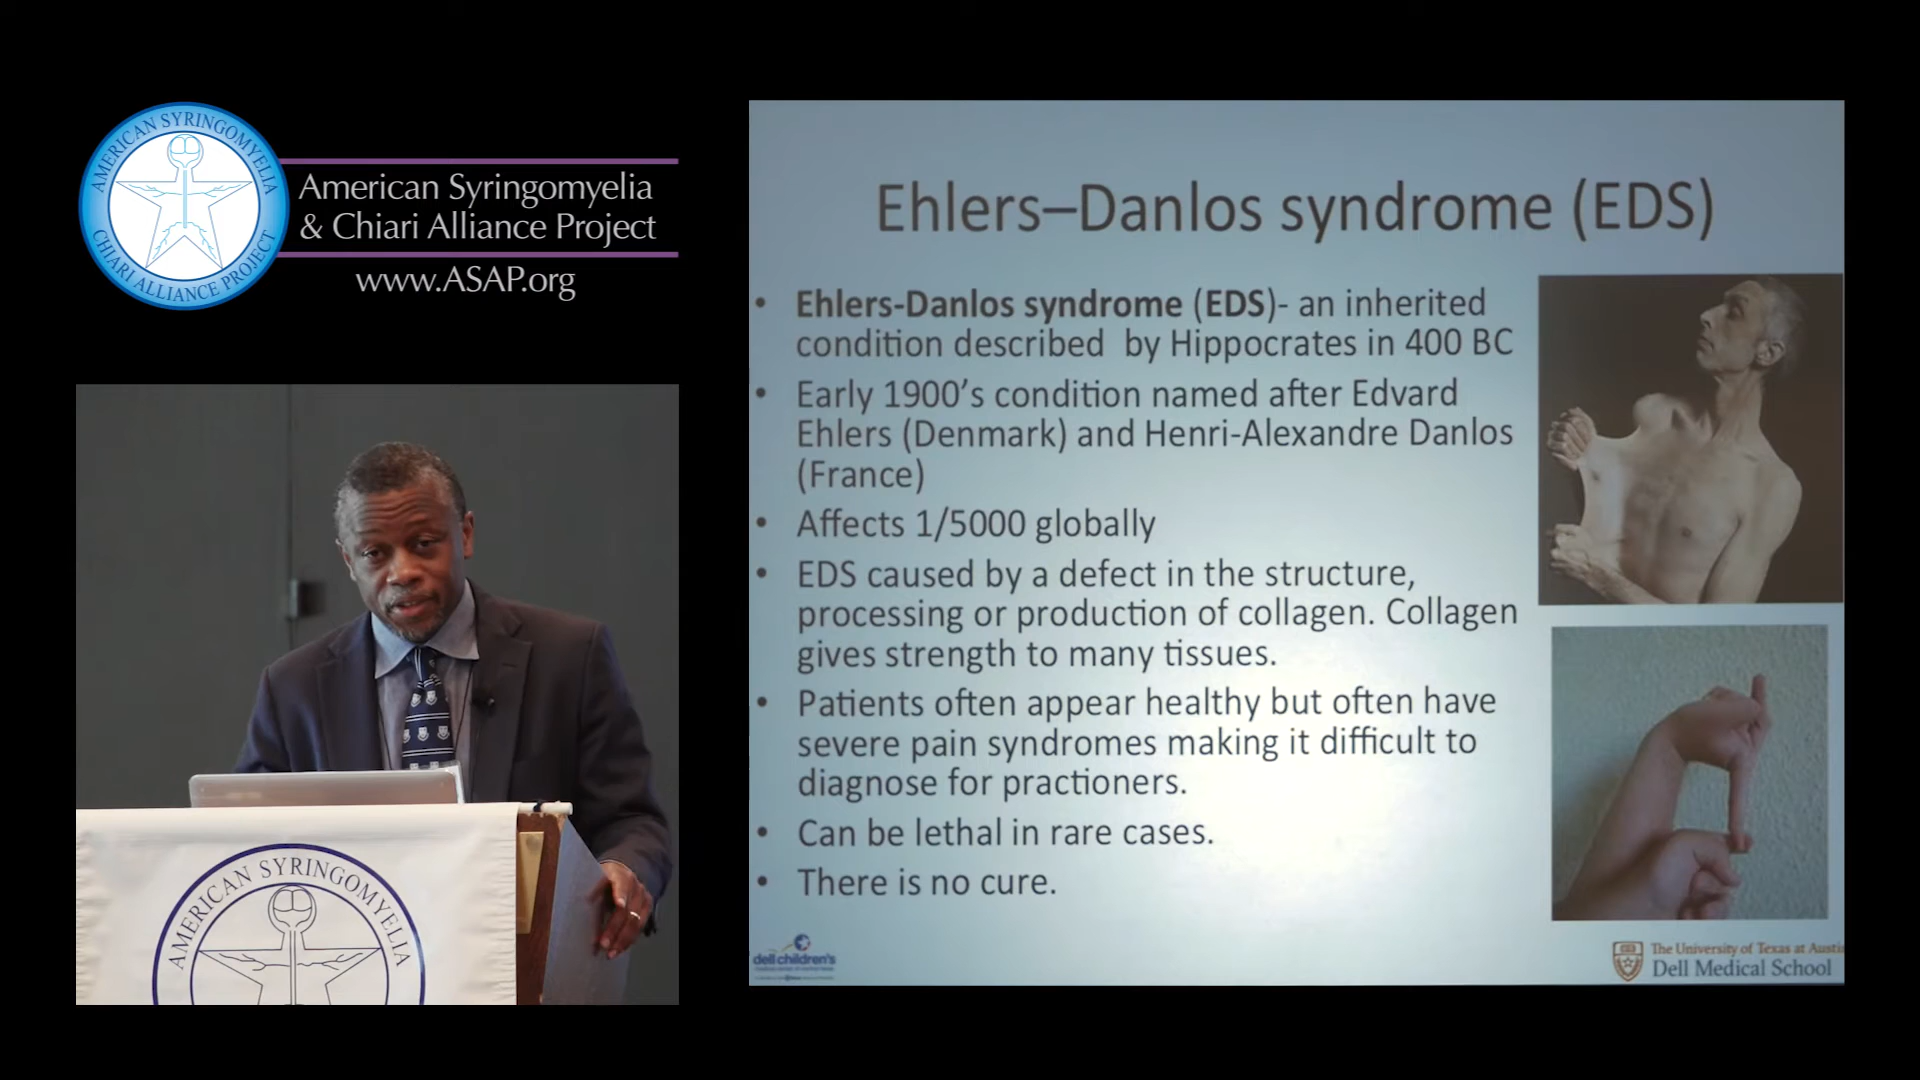 AMERICAN SYRINGOMYELIA
CHIARI ALLIANCE PROJECT
American Syringomyelia
& Chiari Alliance Project
www.ASAP.org
AMERICAN SYRINGOMYELIA
Ehlers–Danlos syndrome (EDS)
• Ehlers-Danlos syndrome (EDS)- an inherited
condition described by Hippocrates in 400 BC
• Early 1900’s condition named after Edvard
Ehlers (Denmark) and Henri-Alexandre Danlos
(France)
• Affects 1/5000 globally
• EDS caused by a defect in the structure,
processing or production of collagen. Collagen
gives strength to many tissues.
• Patients often appear healthy but often have
severe pain syndromes making it difficult to
diagnose for practioners.
• Can be lethal in rare cases.
• There is no cure.
dell children's
The University of Texas at Austi
Dell Medical School